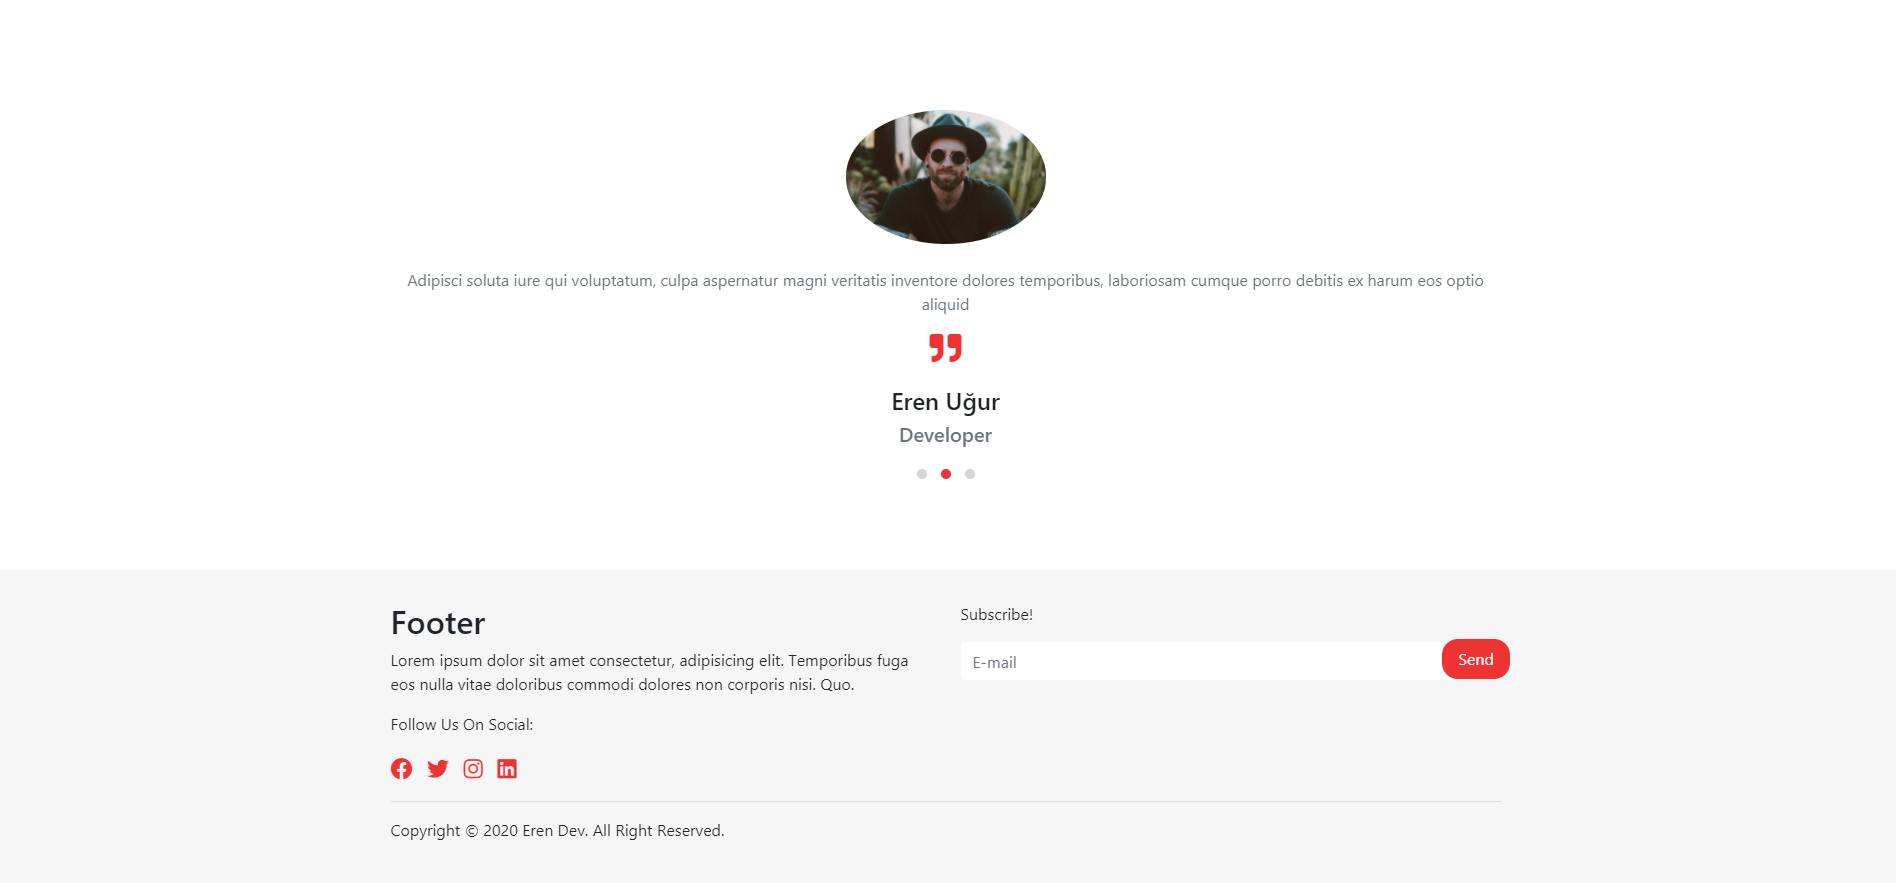 Adipisci soluta iure qui voluptatum, culpa aspernatur magni veritatis inventore dolores temporibus, laboriosam cumque porro debitis ex harum eos optio
aliquid
Eren Uğur
Developer
Footer
Lorem ipsum dolor sit amet consectetur, adipisicing elit. Temporibus fuga
eos nulla vitae doloribus commodi dolores non corporis nisi. Quo.
Follow Us On Social:
Subscribe!
E-mail
Send
Copyright © 2020 Eren Dev. All Right Reserved.